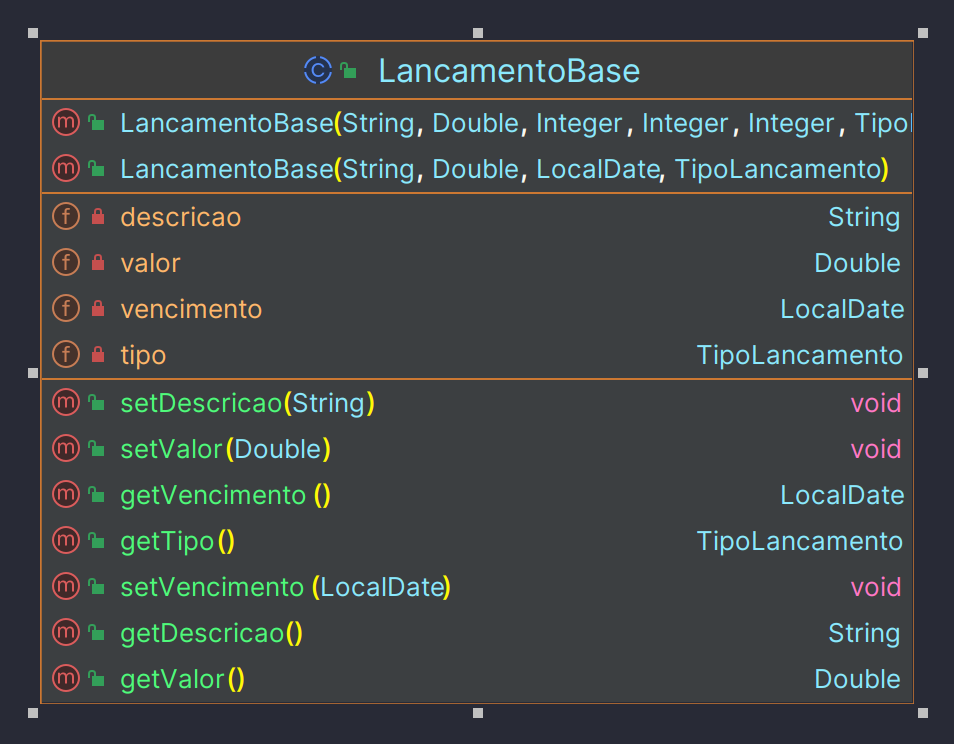 LancamentoBase
LancamentoBase(String, Double, Integer, Integer, Integer, Tipo
LancamentoBase(String, Double, LocalDate, TipoLancamento)
descricao String
valor Double
vencimento LocalDate
tipo TipoLancamento
setDescricao(String) void
setValor(Double) void
getVencimento() LocalDate
getTipo() TipoLancamento
setVencimento(LocalDate) void
getDescricao() String
getValor() Double